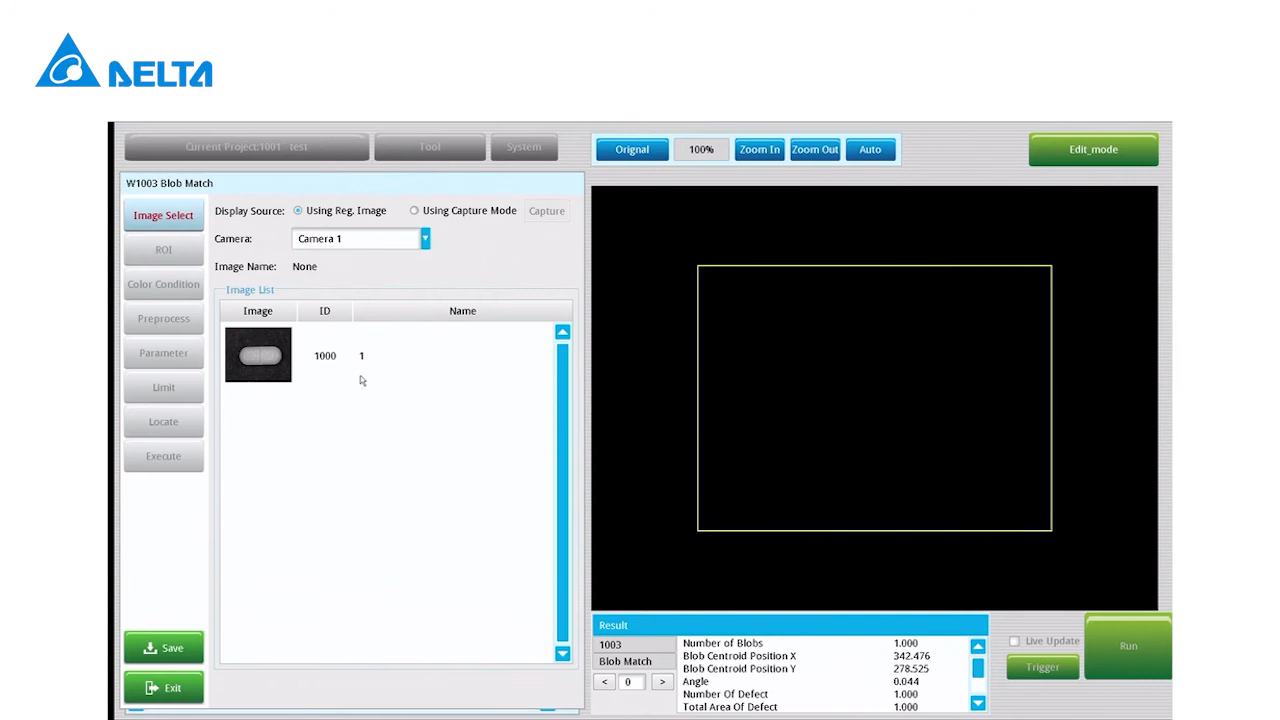 DELTA
Current Project:1001 test Tool System
Orignal 100% Zoom In Zoom Out Auto Edit_mode
W1003 Blob Match
Image Select
ROI
Color Condition
Preprocess
Parameter
Limit
Locate
Execute
Save
Exit
Display Source: Using Reg. Image Using Capture Mode Capture
Camera: Camera 1
Image Name: None
Image List
Image ID Name
1000 1
Result
1003
Blob Match
< 0 >
Number of Blobs 1.000
Blob Centroid Position X 342.476
Blob Centroid Position Y 278.525
Angle 0.044
Number Of Defect 1.000
Total Area Of Defect 1.000
Live Update
Trigger
Run